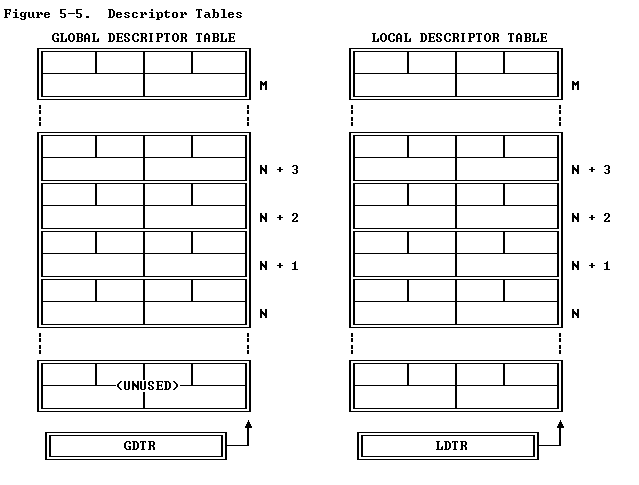 Figure 5-5.  Descriptor Tables
GLOBAL DESCRIPTOR TABLE
LOCAL DESCRIPTOR TABLE
M
M
N + 3
N + 3
N + 2
N + 2
N + 1
N + 1
N
N
(UNUSED)
GDTR
LDTR